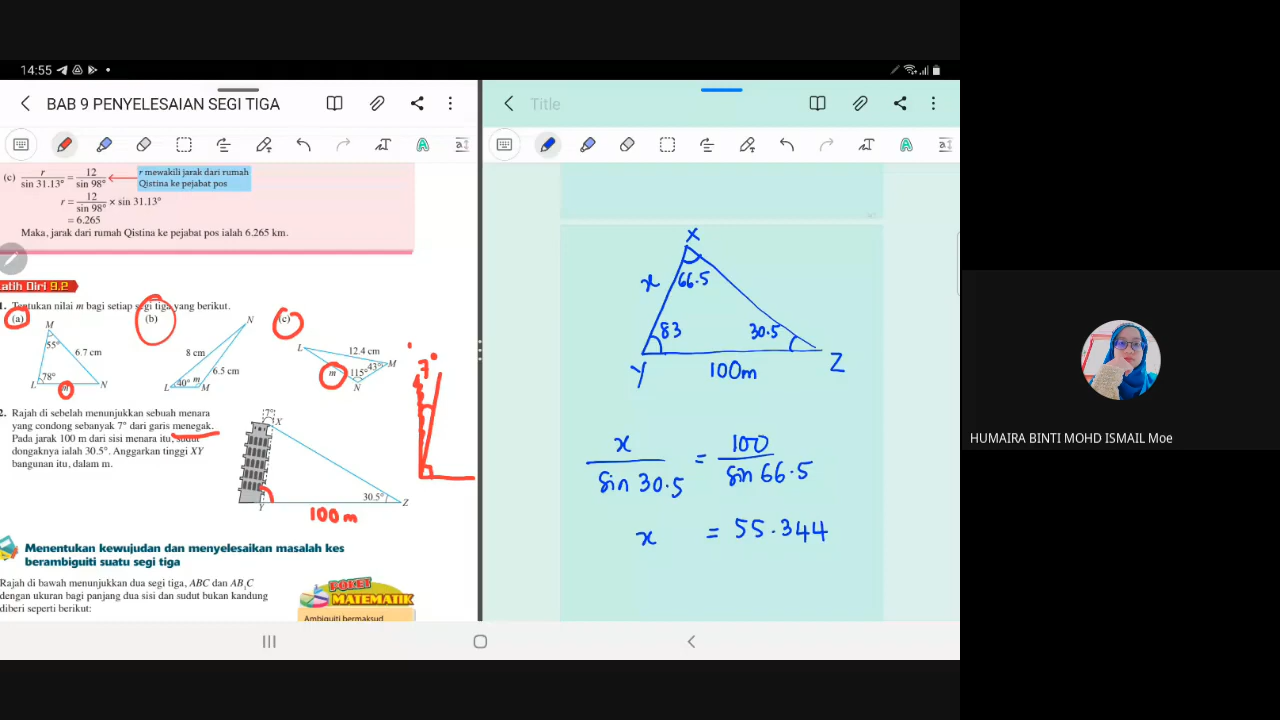 14:55
BAB 9 PENYELESAIAN SEGI TIGA
Title
(c) r/sin 31.13° = 12/sin 98°
r mewakili jarak dari rumah
Qistina ke pejabat pos
r = 12/sin 98° × sin 31.13°
= 6.265
Maka, jarak dari rumah Qistina ke pejabat pos ialah 6.265 km.
atih Diri 9.2
1. Tentukan nilai m bagi setiap segi tiga yang berikut.
(a)
(b)
(c)
M
55°
6.7 cm
78°
L
m
N
N
8 cm
6.5 cm
40°
m
L
M
L
12.4 cm
M
m
115°
43°
N
7°
2. Rajah di sebelah menunjukkan sebuah menara
yang condong sebanyak 7° dari garis menegak.
Pada jarak 100 m dari sisi menara itu, sudut
dongaknya ialah 30.5°. Anggarkan tinggi XY
bangunan itu, dalam m.
7°
X
30.5°
Y
Z
100 m
Menentukan kewujudan dan menyelesaikan masalah kes
berambiguiti suatu segi tiga
Rajah di bawah menunjukkan dua segi tiga, ABC dan AB₁C
dengan ukuran bagi panjang dua sisi dan sudut bukan kandung
diberi seperti berikut:
POKET
MATEMATIK
Ambiguiti bermaksud
X
x
66.5
83
30.5
Y
100m
Z
x/sin 30.5 = 100/sin 66.5
x = 55.344
HUMAIRA BINTI MOHD ISMAIL Moe